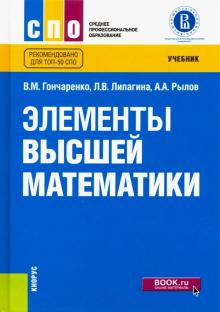 СПО
СРЕДНЕЕ
ПРОФЕССИОНАЛЬНОЕ
ОБРАЗОВАНИЕ
РЕКОМЕНДОВАНО
ДЛЯ ТОП-50 СПО
УЧЕБНИК
В.М. Гончаренко, Л.В. Липагина, А.А. Рылов
ЭЛЕМЕНТЫ
ВЫСШЕЙ
МАТЕМАТИКИ
КНОРУС
BOOK.ru